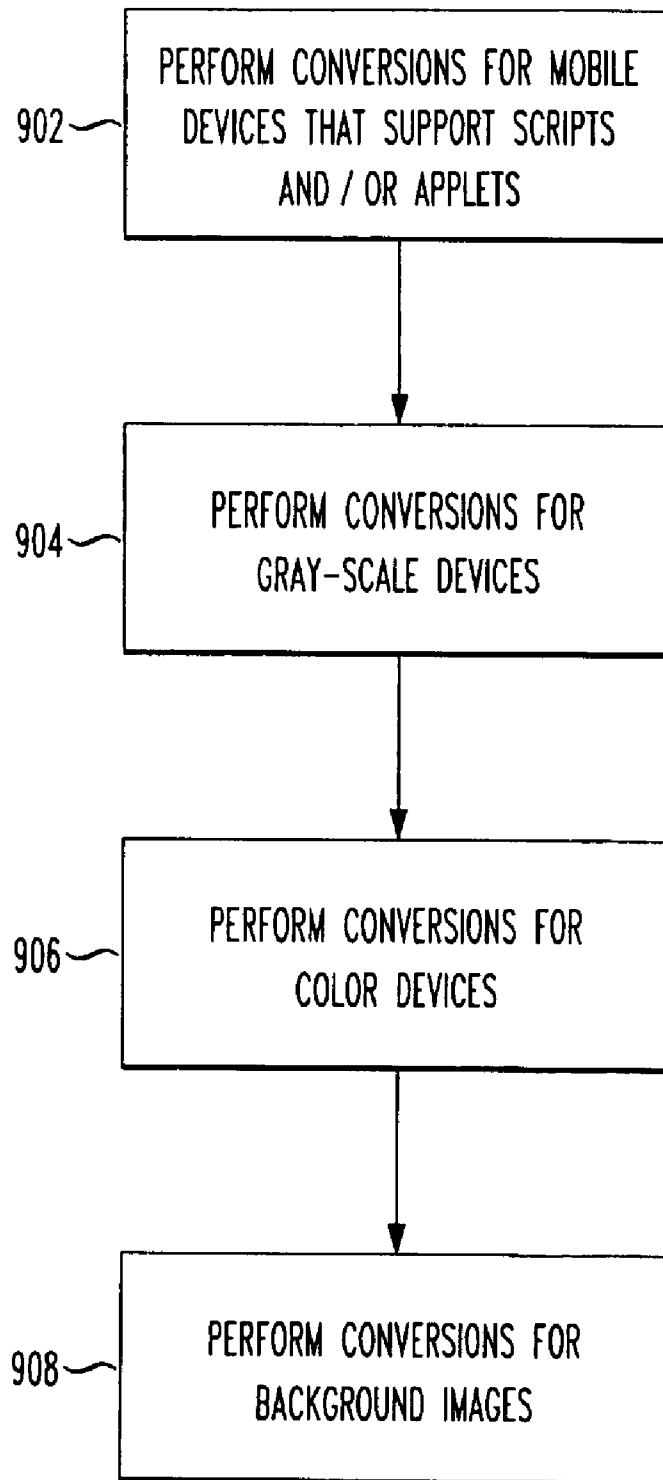 902
PERFORM CONVERSIONS FOR MOBILE
DEVICES THAT SUPPORT SCRIPTS
AND / OR APPLETS
904
PERFORM CONVERSIONS FOR
GRAY-SCALE DEVICES
906
PERFORM CONVERSIONS FOR
COLOR DEVICES
908
PERFORM CONVERSIONS FOR
BACKGROUND IMAGES